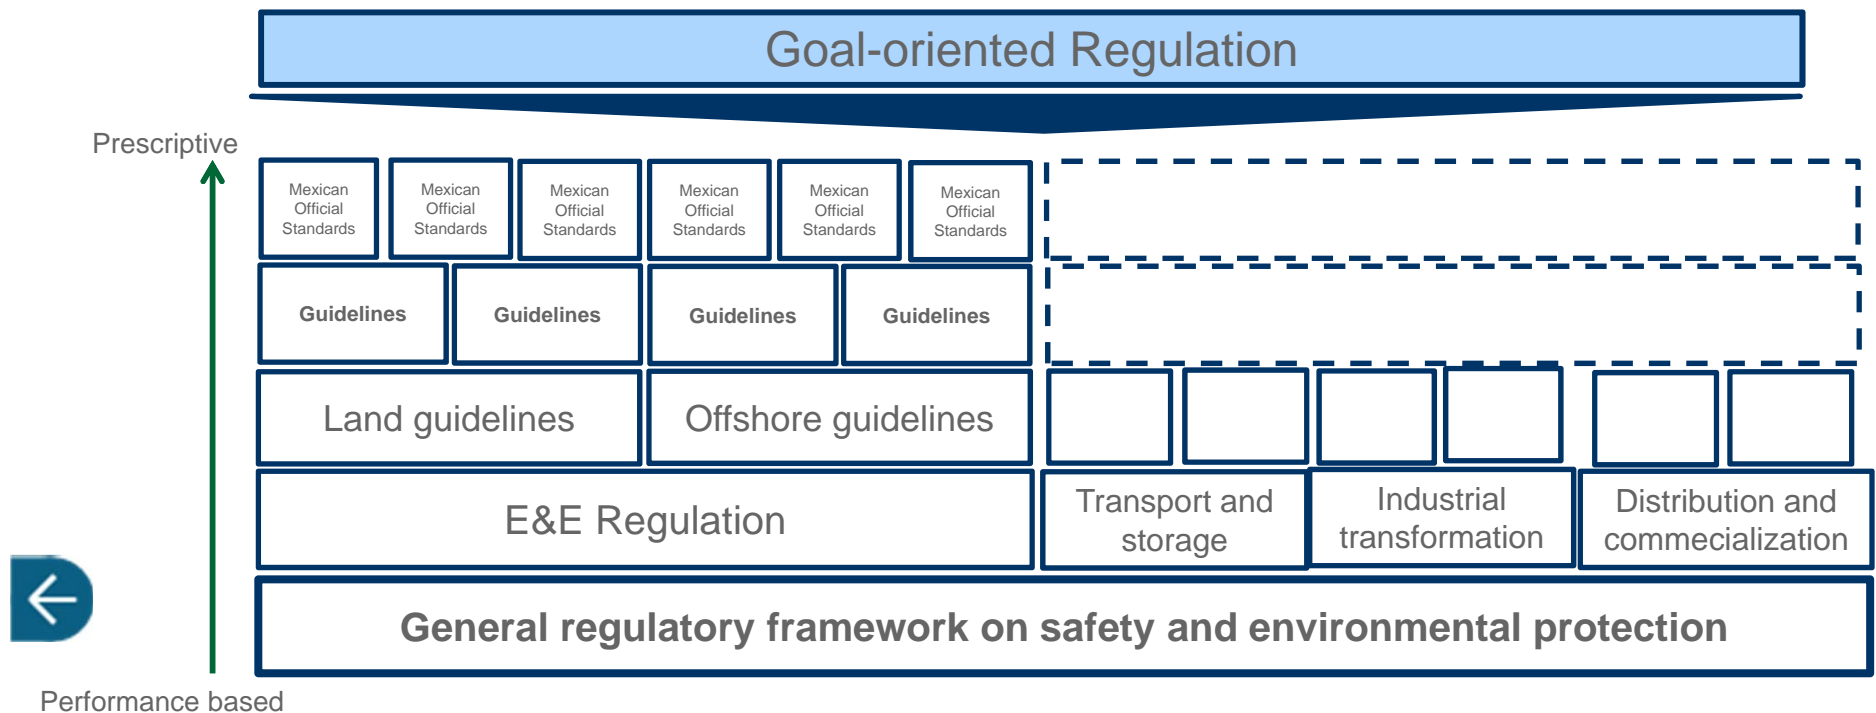 Goal-oriented Regulation
Prescriptive
Mexican
Official
Standards
Mexican
Official
Standards
Mexican
Official
Standards
Mexican
Official
Standards
Mexican
Official
Standards
Mexican
Official
Standards
Guidelines
Guidelines
Guidelines
Guidelines
Land guidelines
Offshore guidelines
E&E Regulation
Transport and
storage
Industrial
transformation
Distribution and
commecialization
General regulatory framework on safety and environmental protection
Performance based